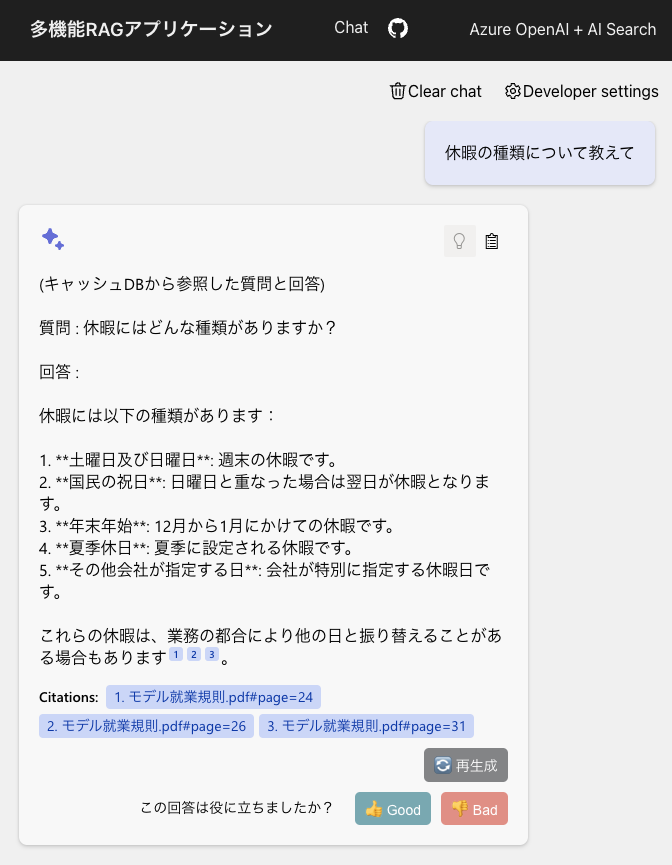 多機能RAGアプリケーション
Chat
Azure OpenAI + AI Search
Clear chat
Developer settings
休暇の種類について教えて
(キャッシュDBから参照した質問と回答)
質問 : 休暇にはどんな種類がありますか？
回答 :
休暇には以下の種類があります：
1. **土曜日及び日曜日**: 週末の休暇です。
2. **国民の祝日**: 日曜日と重なった場合は翌日が休暇となりま
す。
3. **年末年始**: 12月から1月にかけての休暇です。
4. **夏季休日**: 夏季に設定される休暇です。
5. **その他会社が指定する日**: 会社が特別に指定する休暇日で
す。
これらの休暇は、業務の都合により他の日と振り替えることがあ
る場合もあります 1 2 3 。
Citations: 1. モデル就業規則.pdf#page=24
2. モデル就業規則.pdf#page=26 3. モデル就業規則.pdf#page=31
再生成
この回答は役に立ちましたか？ 👍 Good 👎 Bad